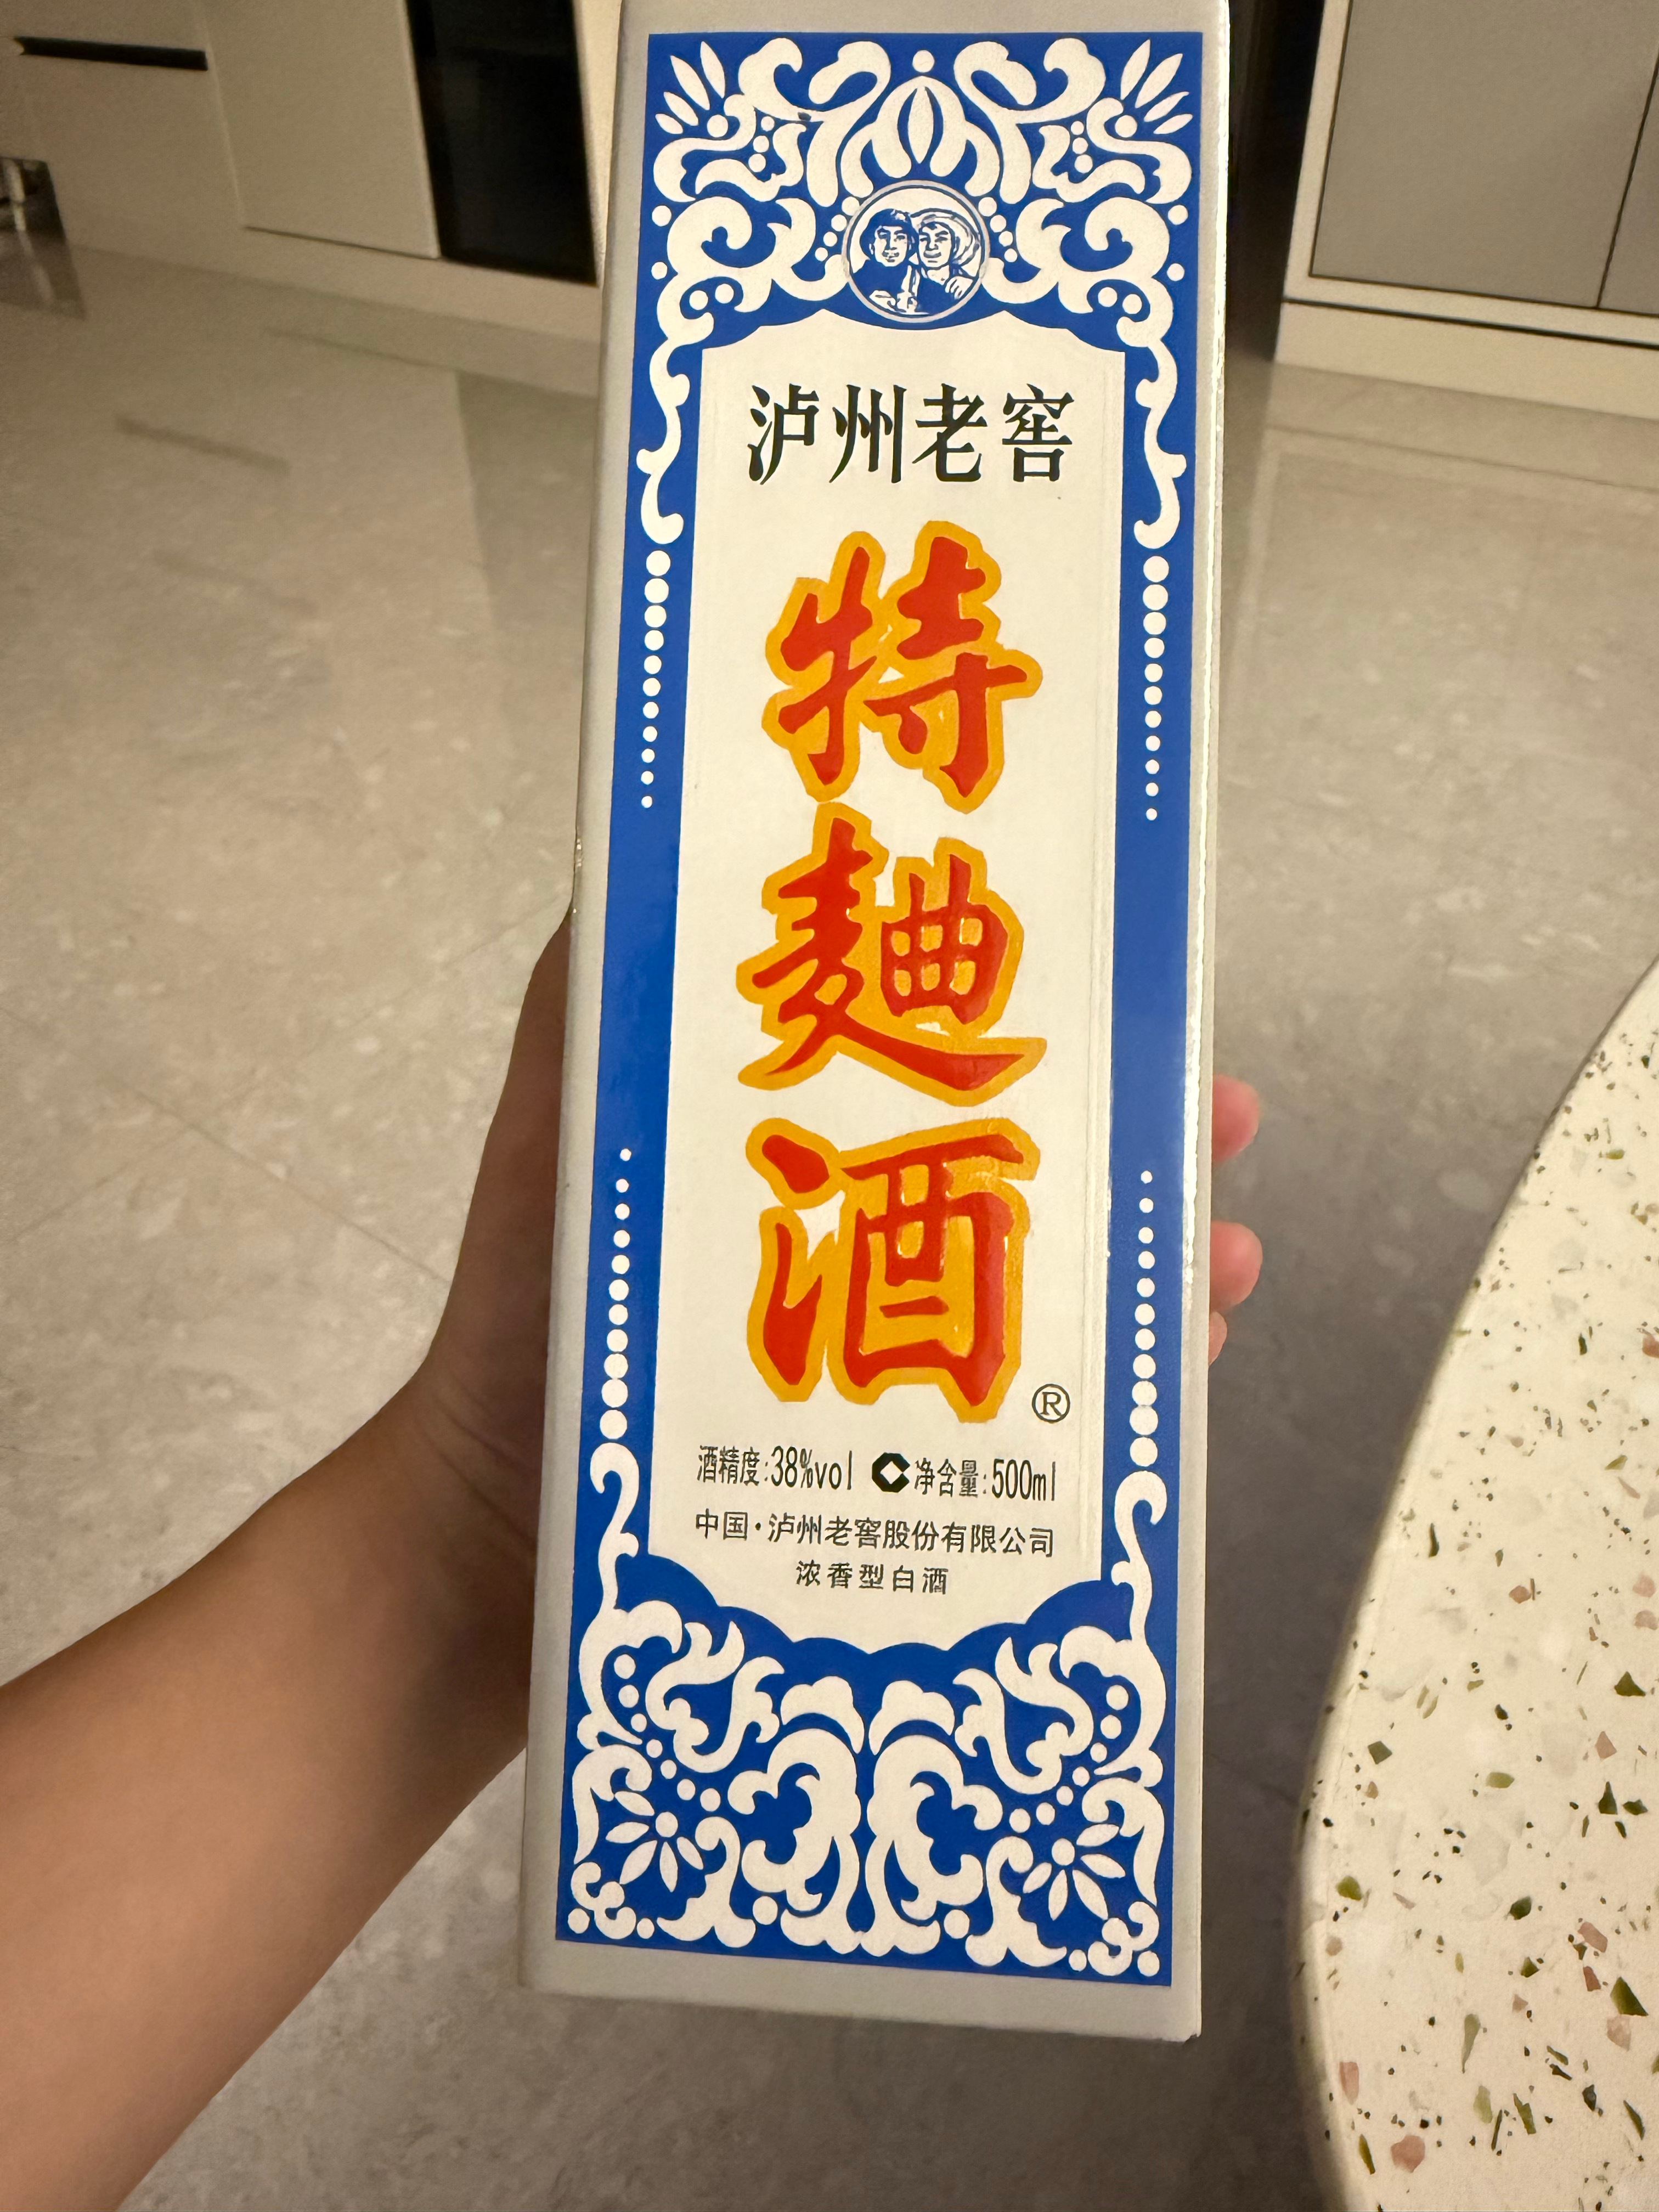 泸州老窖
特麯酒
®
酒精度:38%vol 净含量:500ml
中国·泸州老窖股份有限公司
浓香型白酒